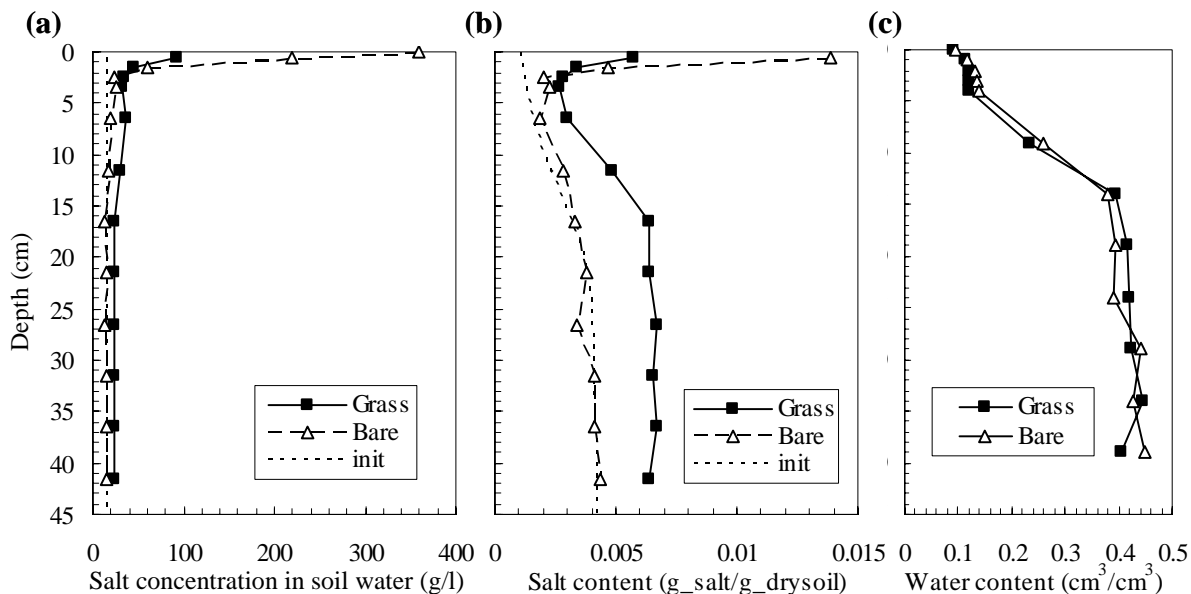 (a)
(b)
(c)
0
5
10
15
20
25
30
35
40
45
Depth (cm)
Grass
Bare
init
Grass
Bare
init
Grass
Bare
0 100 200 300 400
0 0.005 0.01 0.015
0 0.1 0.2 0.3 0.4 0.5
Salt concentration in soil water (g/l)
Salt content (g_salt/g_drysoil)
Water content (cm³/cm³)